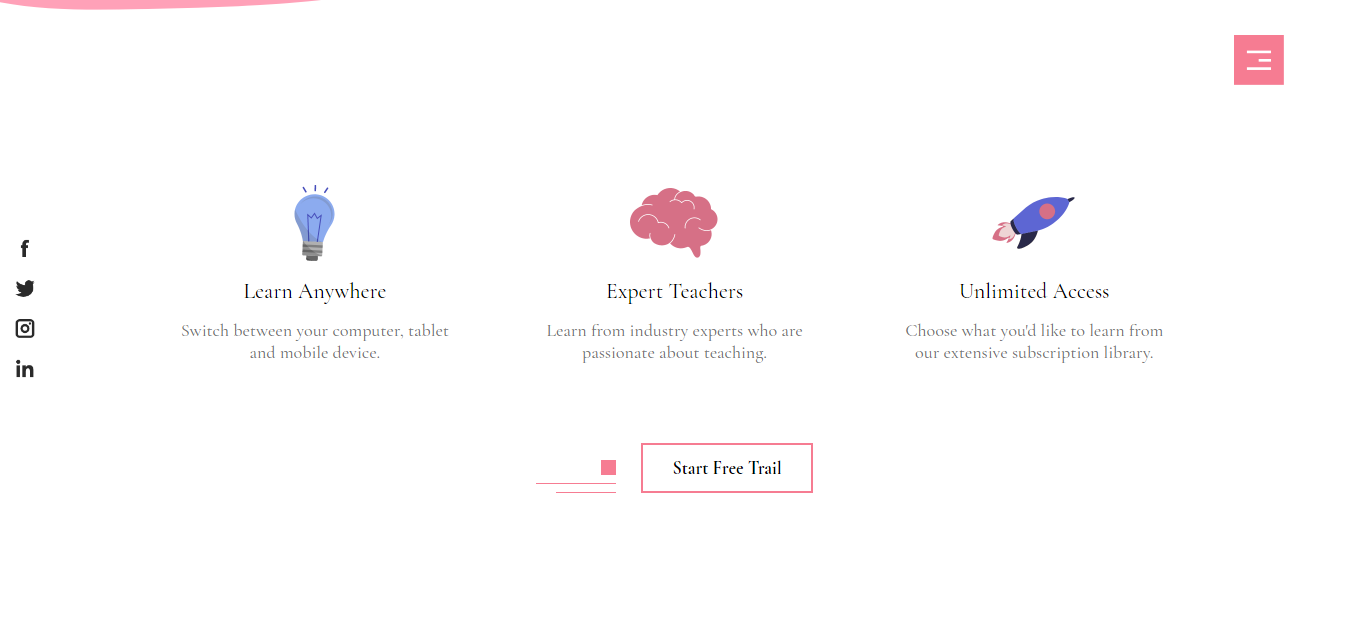 Learn Anywhere
Switch between your computer, tablet
and mobile device.
Expert Teachers
Learn from industry experts who are
passionate about teaching.
Unlimited Access
Choose what you'd like to learn from
our extensive subscription library.
Start Free Trail